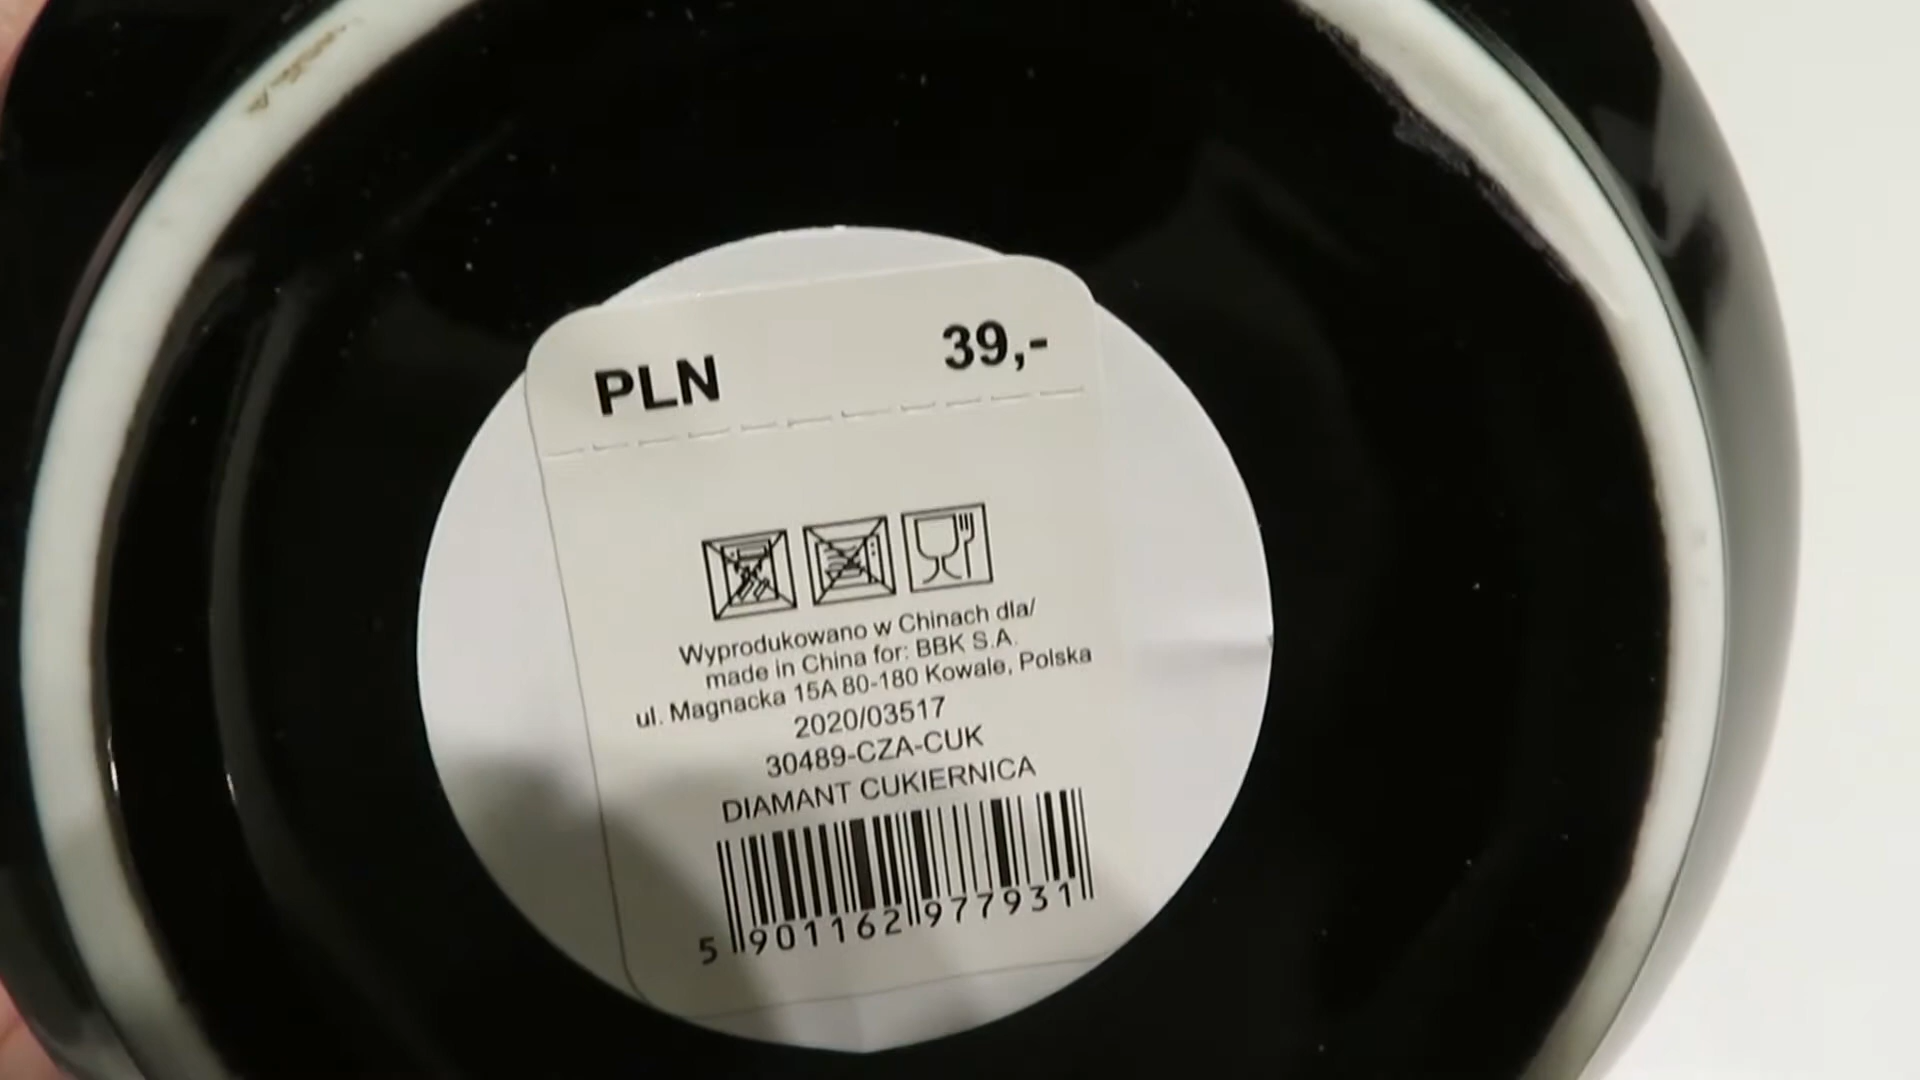 PLN 39,-
Wyprodukowano w Chinach dla/
made in China for: BBK S.A.
ul. Magnacka 15A 80-180 Kowale, Polska
2020/03517
30489-CZA-CUK
DIAMANT CUKIERNICA
5 901162 977931